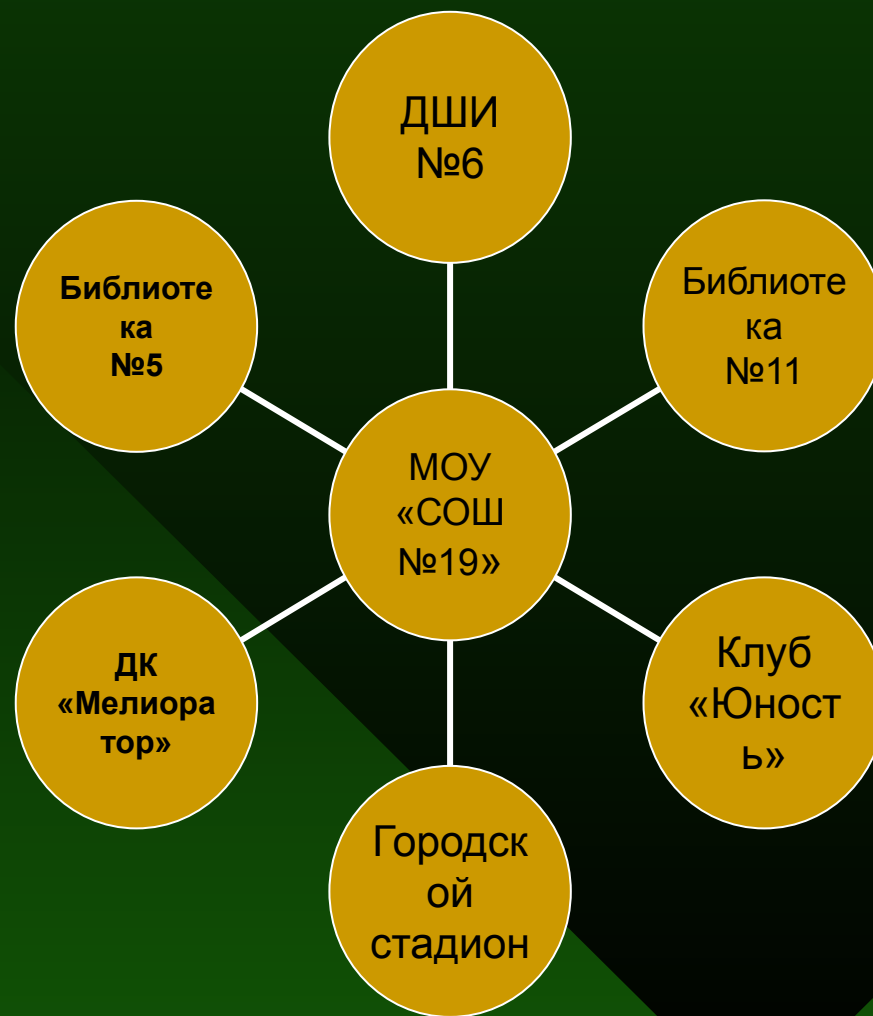 ДШИ
№6
Библиоте
ка
№5
Библиоте
ка
№11
МОУ
«СОШ
№19»
ДК
«Мелиора
тор»
Клуб
«Юност
ь»
Городск
ой
стадион